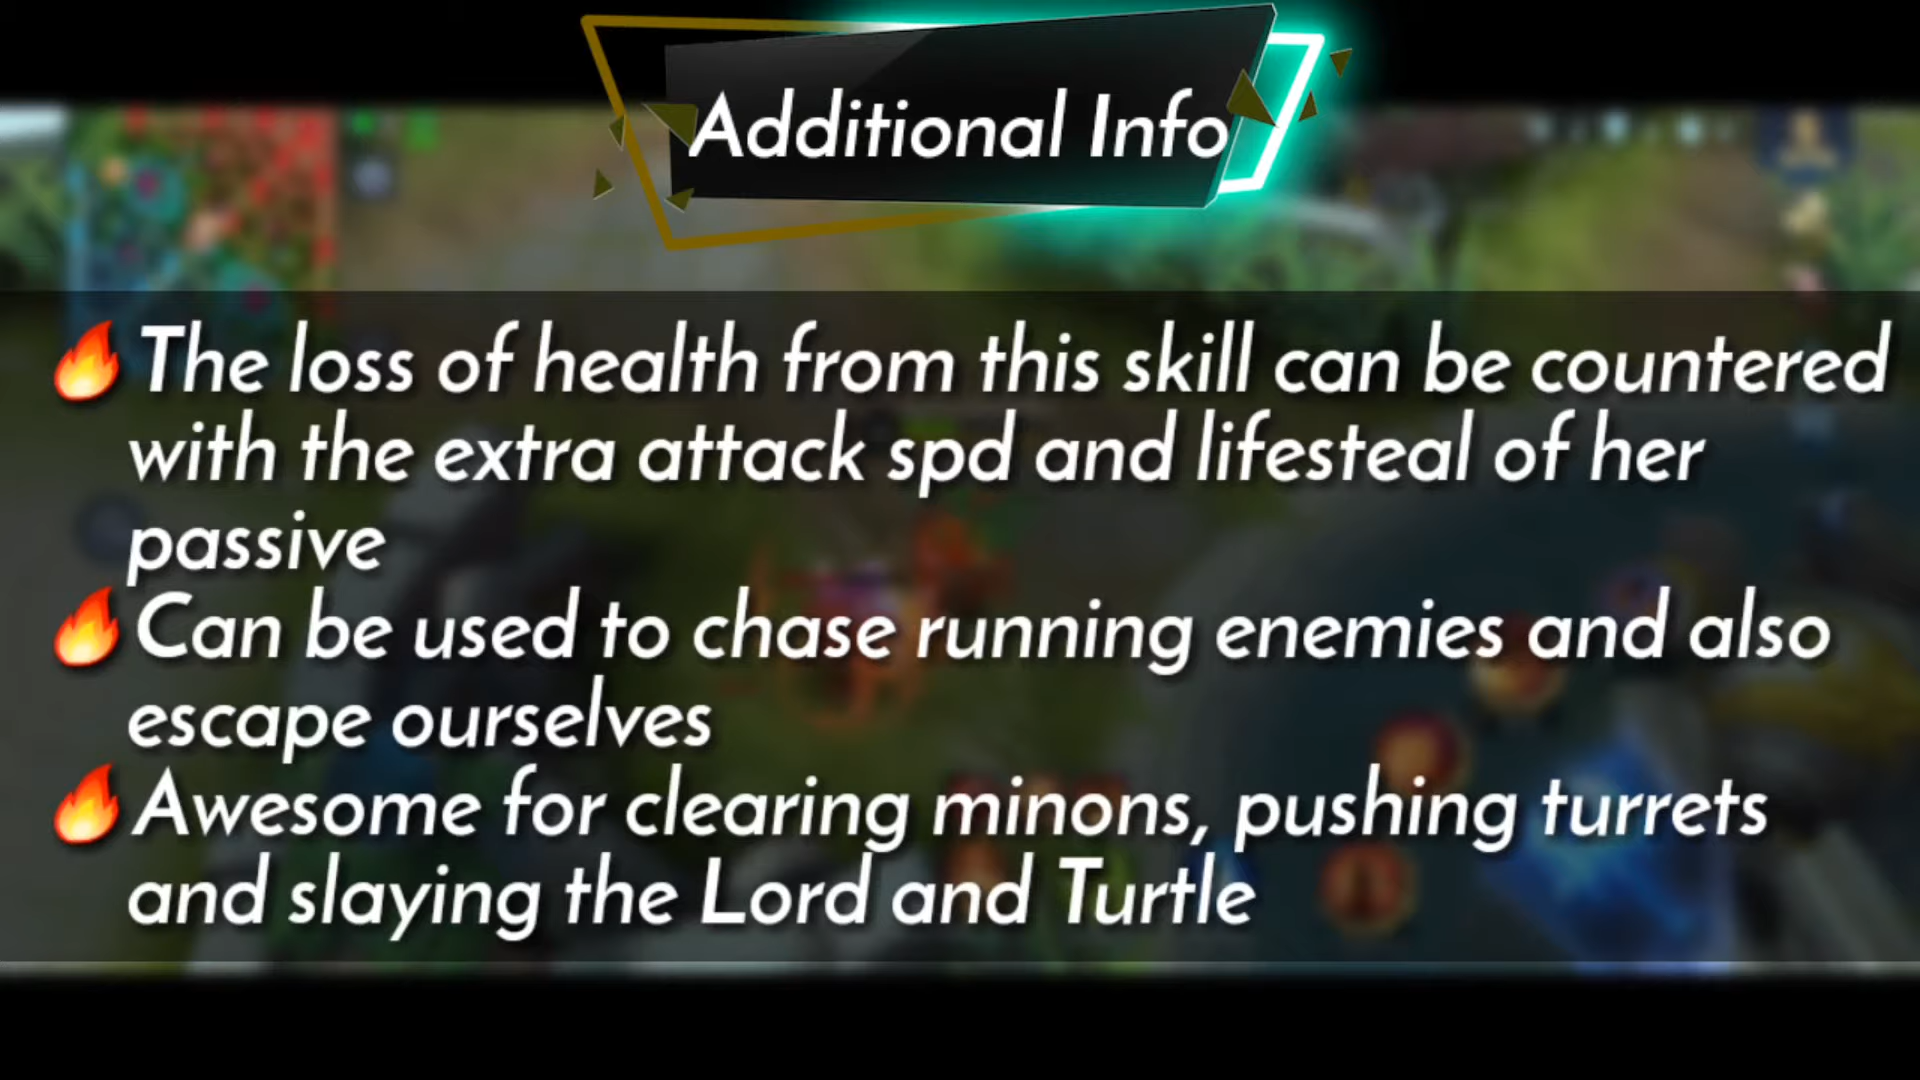 Additional Info
🔥The loss of health from this skill can be countered
with the extra attack spd and lifesteal of her
passive
🔥Can be used to chase running enemies and also
escape ourselves
🔥Awesome for clearing minons, pushing turrets
and slaying the Lord and Turtle